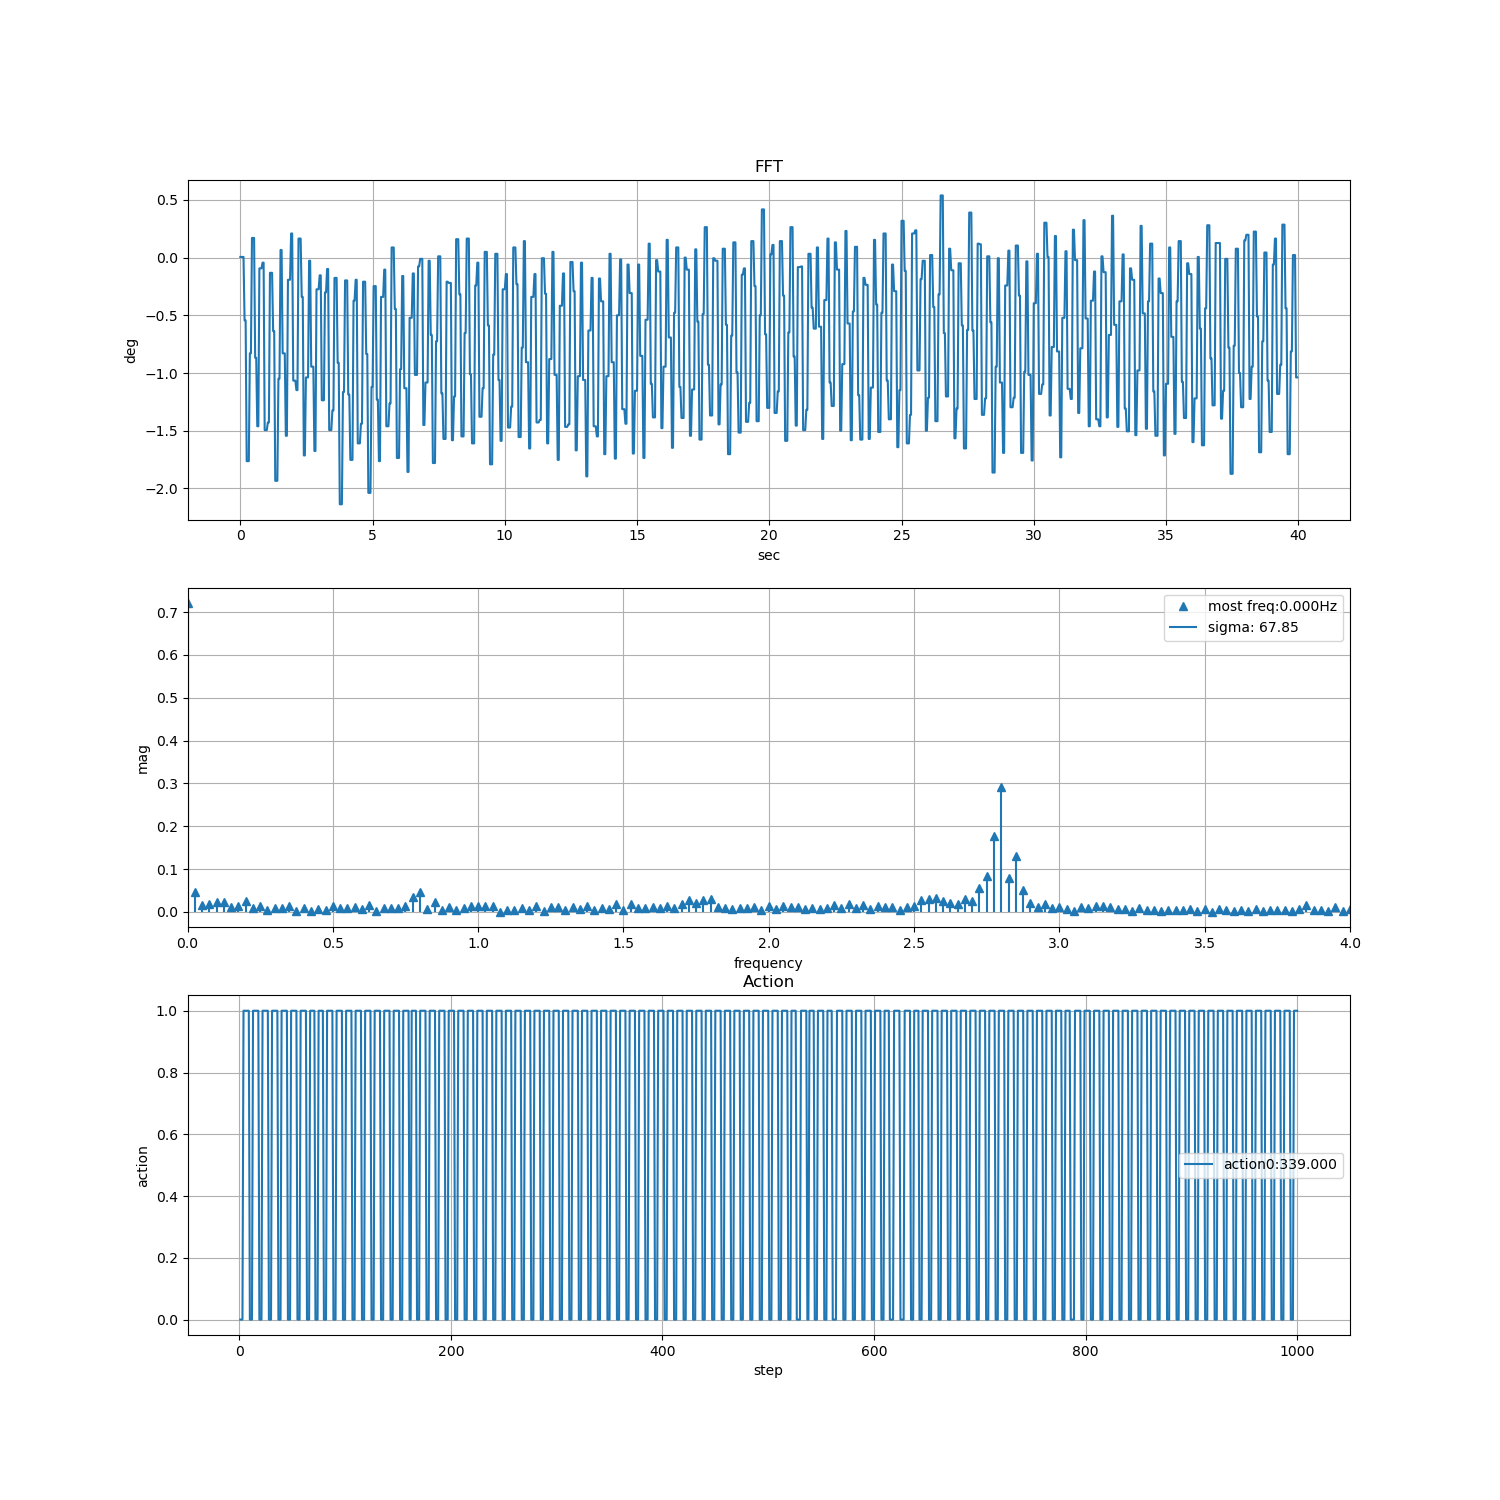 FFT
0.5
0.0
−0.5
−1.0
−1.5
−2.0
deg
0 5 10 15 20 25 30 35 40
sec
0.7
0.6
0.5
0.4
0.3
0.2
0.1
0.0
mag
most freq:0.000Hz
sigma: 67.85
0.0 0.5 1.0 1.5 2.0 2.5 3.0 3.5 4.0
frequency
Action
1.0
0.8
0.6
0.4
0.2
0.0
action
action0:339.000
0 200 400 600 800 1000
step